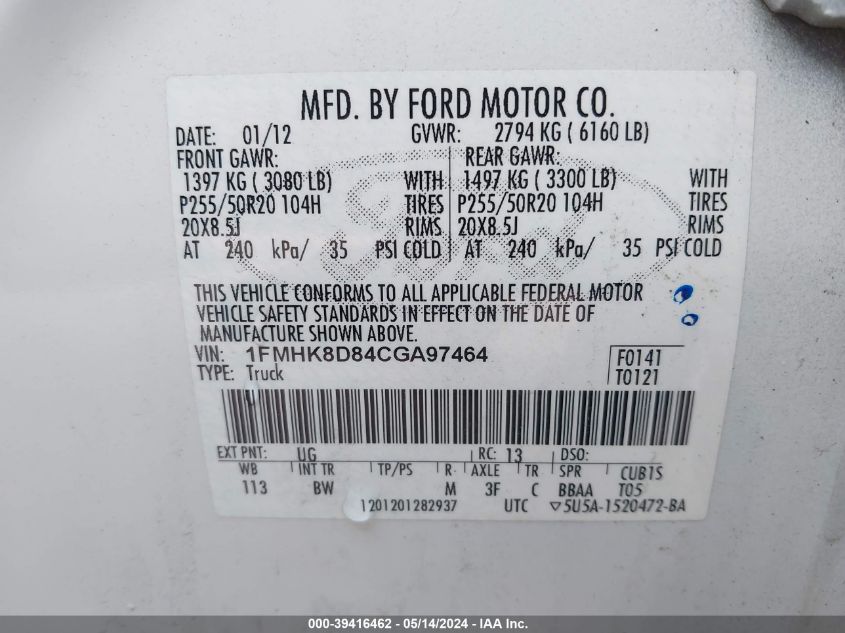 MFD. BY FORD MOTOR CO.
DATE: 01/12 GVWR: 2794 KG ( 6160 LB)
FRONT GAWR: REAR GAWR:
1397 KG ( 3080 LB) WITH 1497 KG ( 3300 LB) WITH
P255/50R20 104H TIRES P255/50R20 104H TIRES
20X8.5J RIMS 20X8.5J RIMS
AT 240 kPa/ 35 PSI COLD AT 240 kPa/ 35 PSI COLD
THIS VEHICLE CONFORMS TO ALL APPLICABLE FEDERAL MOTOR
VEHICLE SAFETY STANDARDS IN EFFECT ON THE DATE OF
MANUFACTURE SHOWN ABOVE.
VIN: 1FMHK8D84CGA97464 F0141
TYPE: Truck T0121
EXT PNT: UG RC: 13 DSO:
WB INT TR TP/PS R AXLE TR SPR CUB1S
113 BW M 3F C BBAA T05
1201201282937 UTC ▽5U5A-1520472-BA
000-39416462 - 05/14/2024 - IAA Inc.